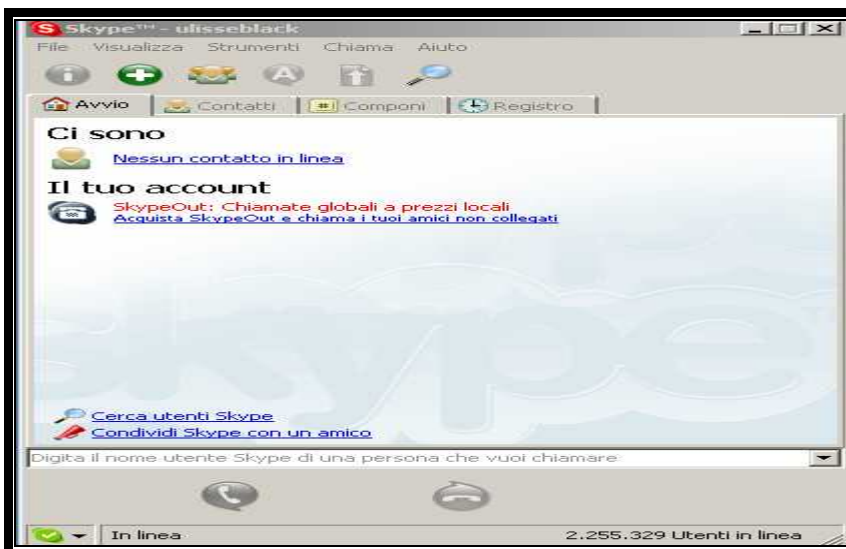 Skype™ - ulisseblack
File Visualizza Strumenti Chiama Aiuto
Avvio Contatti Componi Registro
Ci sono
Nessun contatto in linea
Il tuo account
SkypeOut: Chiamate globali a prezzi locali
Acquista SkypeOut e chiama i tuoi amici non collegati
skype
Cerca utenti Skype
Condividi Skype con un amico
Digita il nome utente Skype di una persona che vuoi chiamare
In linea 2.255.329 Utenti in linea